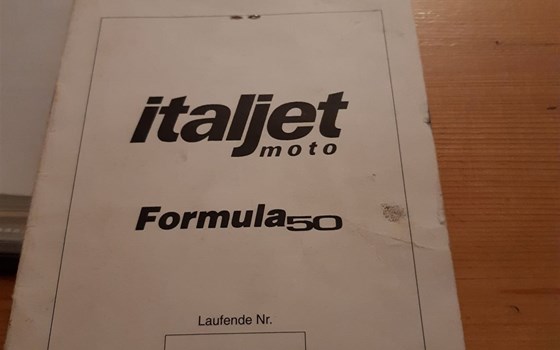 italjet
moto
Formula50
Laufende Nr.